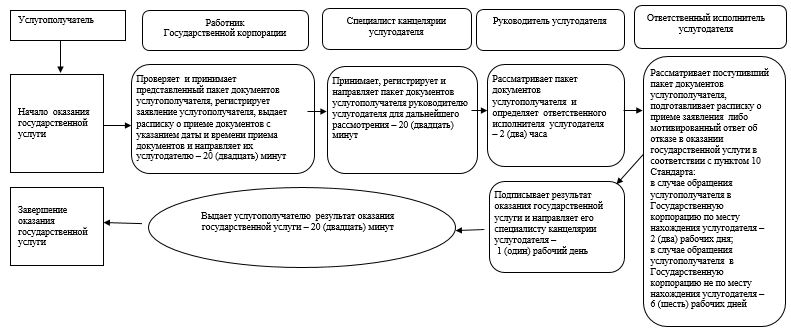 Услугополучатель
Работник
Государственной корпорации
Специалист канцелярии
услугодателя
Руководитель услугодателя
Ответственный исполнитель
услугодателя
Начало оказания
государственной
услуги
Проверяет и принимает
представленный пакет документов
услугополучателя, регистрирует
заявление услугополучателя, выдает
расписку о приеме документов с
указанием даты и времени приема
документов и направляет их
услугодателю – 20 (двадцать) минут
Принимает, регистрирует и
направляет пакет документов
услугополучателя руководителю
услугодателя для дальнейшего
рассмотрения – 20 (двадцать)
минут
Рассматривает пакет
документов
услугополучателя и
определяет ответственного
исполнителя услугодателя
– 2 (два) часа
Рассматривает поступивший
пакет документов
услугополучателя,
подготавливает расписку о
приеме заявления либо
мотивированный ответ об
отказе в оказании
государственной услуги в
соответствии с пунктом 10
Стандарта:
в случае обращения
услугополучателя в
Государственную
корпорацию по месту
нахождения услугодателя –
2 (два) рабочих дня;
в случае обращения
услугополучателя в
Государственную
корпорацию не по месту
нахождения услугодателя –
6 (шесть) рабочих дней
Подписывает результат
оказания государственной
услуги и направляет его
специалисту канцелярии
услугодателя –
1 (один) рабочий день
Выдает услугополучателю результат оказания
государственной услуги – 20 (двадцать) минут
Завершение
оказания
государственной
услуги